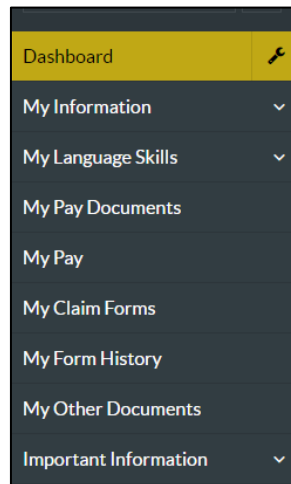 Dashboard
My Information
My Language Skills
My Pay Documents
My Pay
My Claim Forms
My Form History
My Other Documents
Important Information